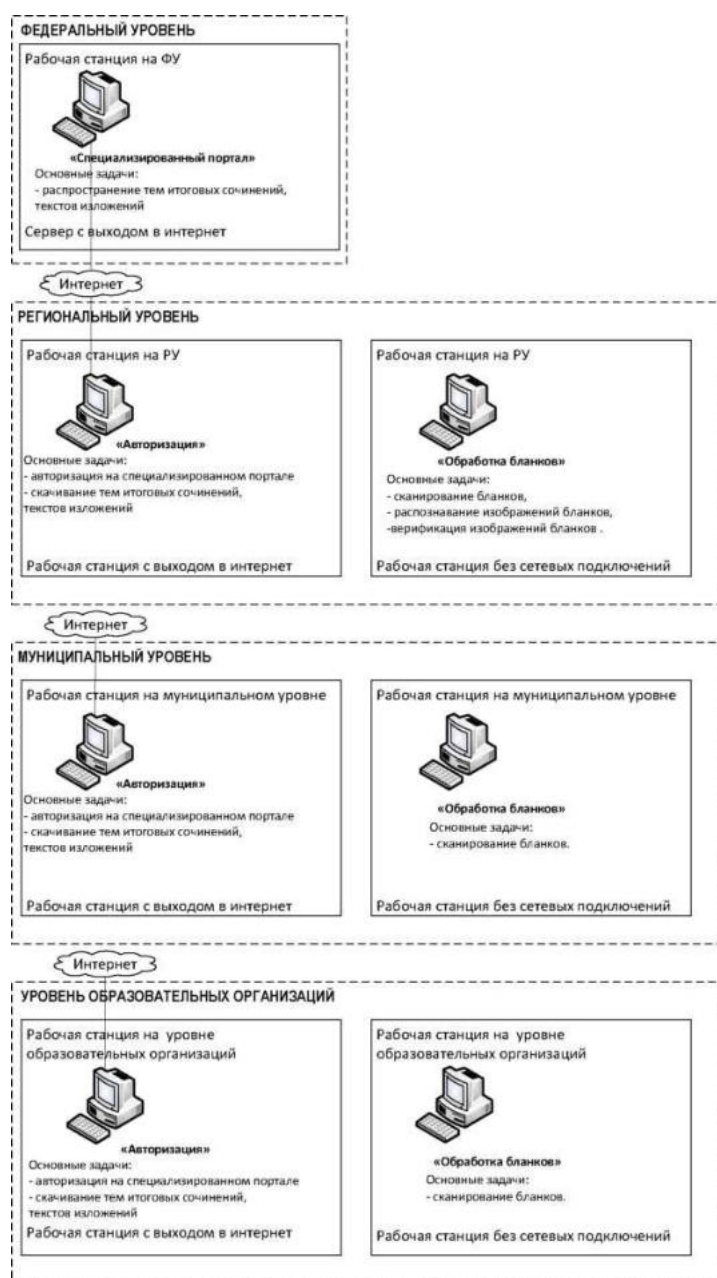 ФЕДЕРАЛЬНЫЙ УРОВЕНЬ
Рабочая станция на ФУ
«Специализированный портал»
Основные задачи:
- распространение тем итоговых сочинений,
текстов изложений
Сервер с выходом в интернет
Интернет
РЕГИОНАЛЬНЫЙ УРОВЕНЬ
Рабочая станция на РУ
«Авторизация»
Основные задачи:
- авторизация на специализированном портале
- скачивание тем итоговых сочинений,
текстов изложений
Рабочая станция с выходом в интернет
Рабочая станция на РУ
«Обработка бланков»
Основные задачи:
- сканирование бланков,
- распознавание изображений бланков,
-верификация изображений бланков .
Рабочая станция без сетевых подключений
Интернет
МУНИЦИПАЛЬНЫЙ УРОВЕНЬ
Рабочая станция на муниципальном уровне
«Авторизация»
Основные задачи:
- авторизация на специализированном портале
- скачивание тем итоговых сочинений,
текстов изложений
Рабочая станция с выходом в интернет
Рабочая станция на муниципальном уровне
«Обработка бланков»
Основные задачи:
- сканирование бланков.
Рабочая станция без сетевых подключений
Интернет
УРОВЕНЬ ОБРАЗОВАТЕЛЬНЫХ ОРГАНИЗАЦИЙ
Рабочая станция на уровне
образовательных организаций
«Авторизация»
Основные задачи:
- авторизация на специализированном портале
- скачивание тем итоговых сочинений,
текстов изложений
Рабочая станция с выходом в интернет
Рабочая станция на уровне
образовательных организаций
«Обработка бланков»
Основные задачи:
- сканирование бланков.
Рабочая станция без сетевых подключений